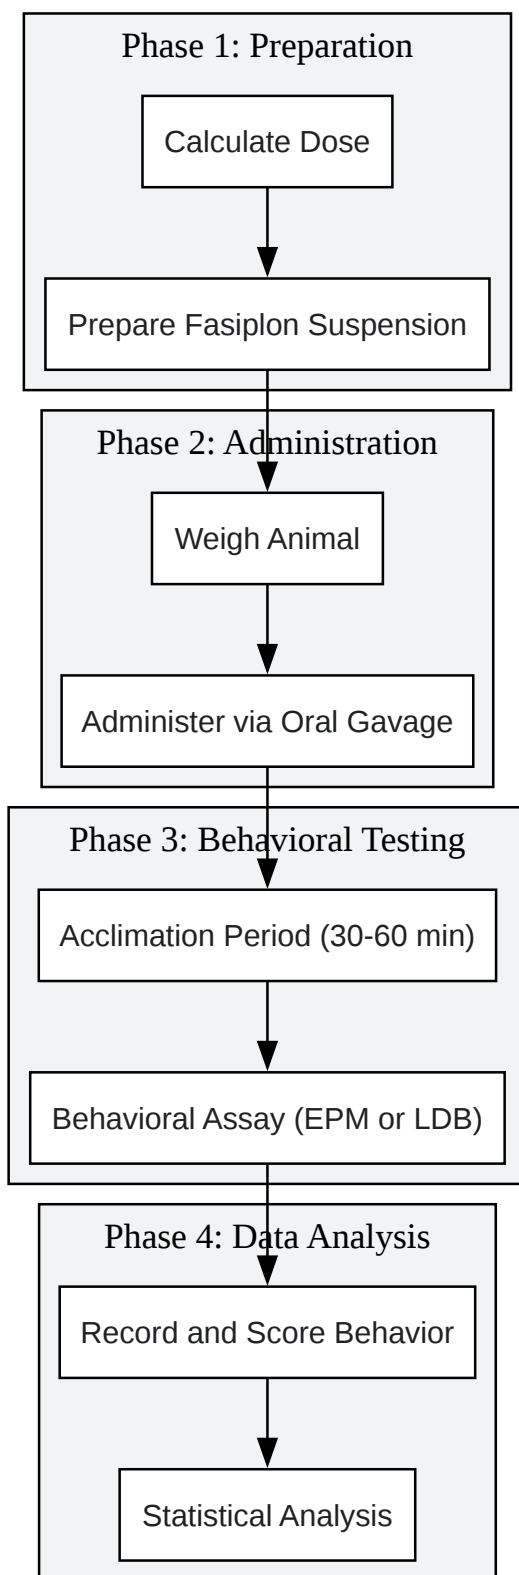 Phase 1: Preparation
Calculate Dose
Prepare Fasiplon Suspension
Phase 2: Administration
Weigh Animal
Administer via Oral Gavage
Phase 3: Behavioral Testing
Acclimation Period (30-60 min)
Behavioral Assay (EPM or LDB)
Phase 4: Data Analysis
Record and Score Behavior
Statistical Analysis